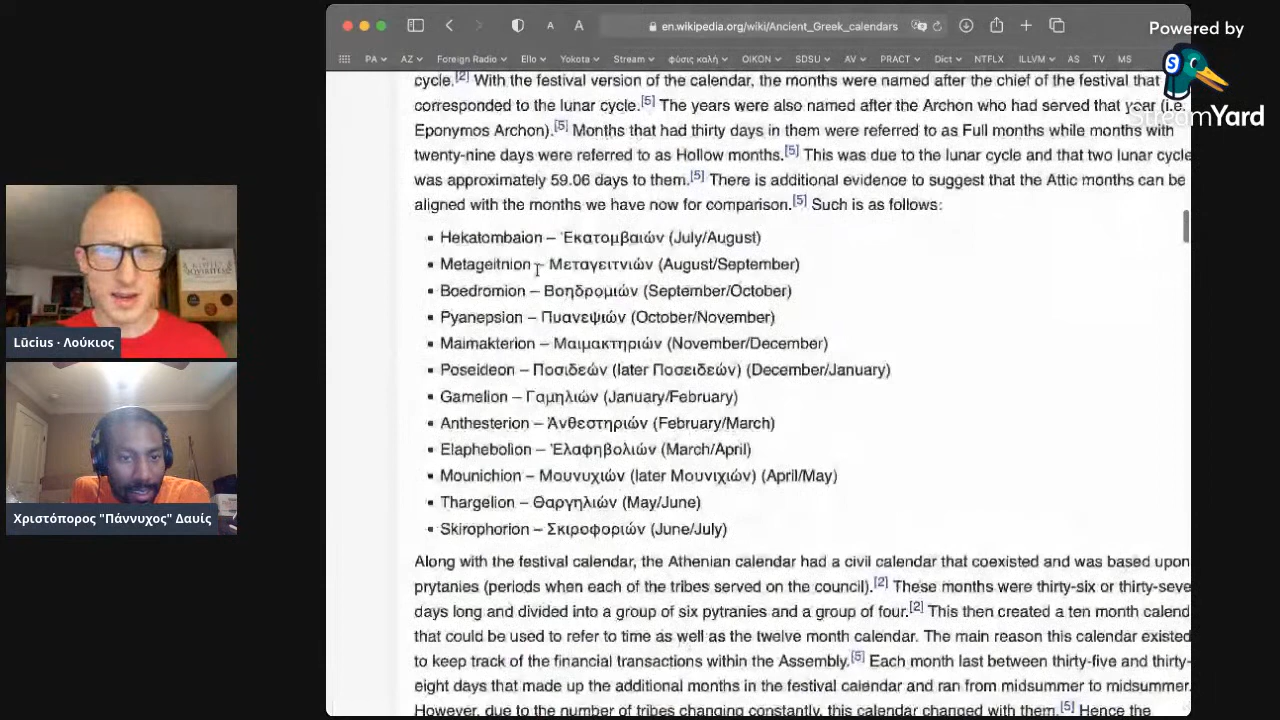 en.wikipedia.org/wiki/Ancient_Greek_calendars
PA AZ Foreign Radio Ello Yokota Stream φύσις καλή OIKON SDSU AV PRACT Dict NTFLX ILLVM AS TV MS
Powered by
StreamYard
cycle.[2] With the festival version of the calendar, the months were named after the chief of the festival that
corresponded to the lunar cycle.[5] The years were also named after the Archon who had served that year (i.e.
Eponymos Archon).[5] Months that had thirty days in them were referred to as Full months while months with
twenty-nine days were referred to as Hollow months.[5] This was due to the lunar cycle and that two lunar cycle
was approximately 59.06 days to them.[5] There is additional evidence to suggest that the Attic months can be
aligned with the months we have now for comparison.[5] Such is as follows:
Hekatombaion – Ἑκατομβαιών (July/August)
Metageitnion – Μεταγειτνιών (August/September)
Boedromion – Βοηδρομιών (September/October)
Pyanepsion – Πυανεψιών (October/November)
Maimakterion – Μαιμακτηριών (November/December)
Poseideon – Ποσιδεών (later Ποσειδεών) (December/January)
Gamelion – Γαμηλιών (January/February)
Anthesterion – Ἀνθεστηριών (February/March)
Elaphebolion – Ἐλαφηβολιών (March/April)
Mounichion – Μουνυχιών (later Μουνιχιών) (April/May)
Thargelion – Θαργηλιών (May/June)
Skirophorion – Σκιροφοριών (June/July)
Along with the festival calendar, the Athenian calendar had a civil calendar that coexisted and was based upon
prytanies (periods when each of the tribes served on the council).[2] These months were thirty-six or thirty-seve
days long and divided into a group of six pytranies and a group of four.[2] This then created a ten month calend
that could be used to refer to time as well as the twelve month calendar. The main reason this calendar existed
to keep track of the financial transactions within the Assembly.[5] Each month last between thirty-five and thirty-
eight days that made up the additional months in the festival calendar and ran from midsummer to midsummer.
However, due to the number of tribes changing constantly, this calendar changed with them.[5] Hence the
Lūcius · Λούκιος
Χριστόπορος "Πάννυχος" Δαυίς